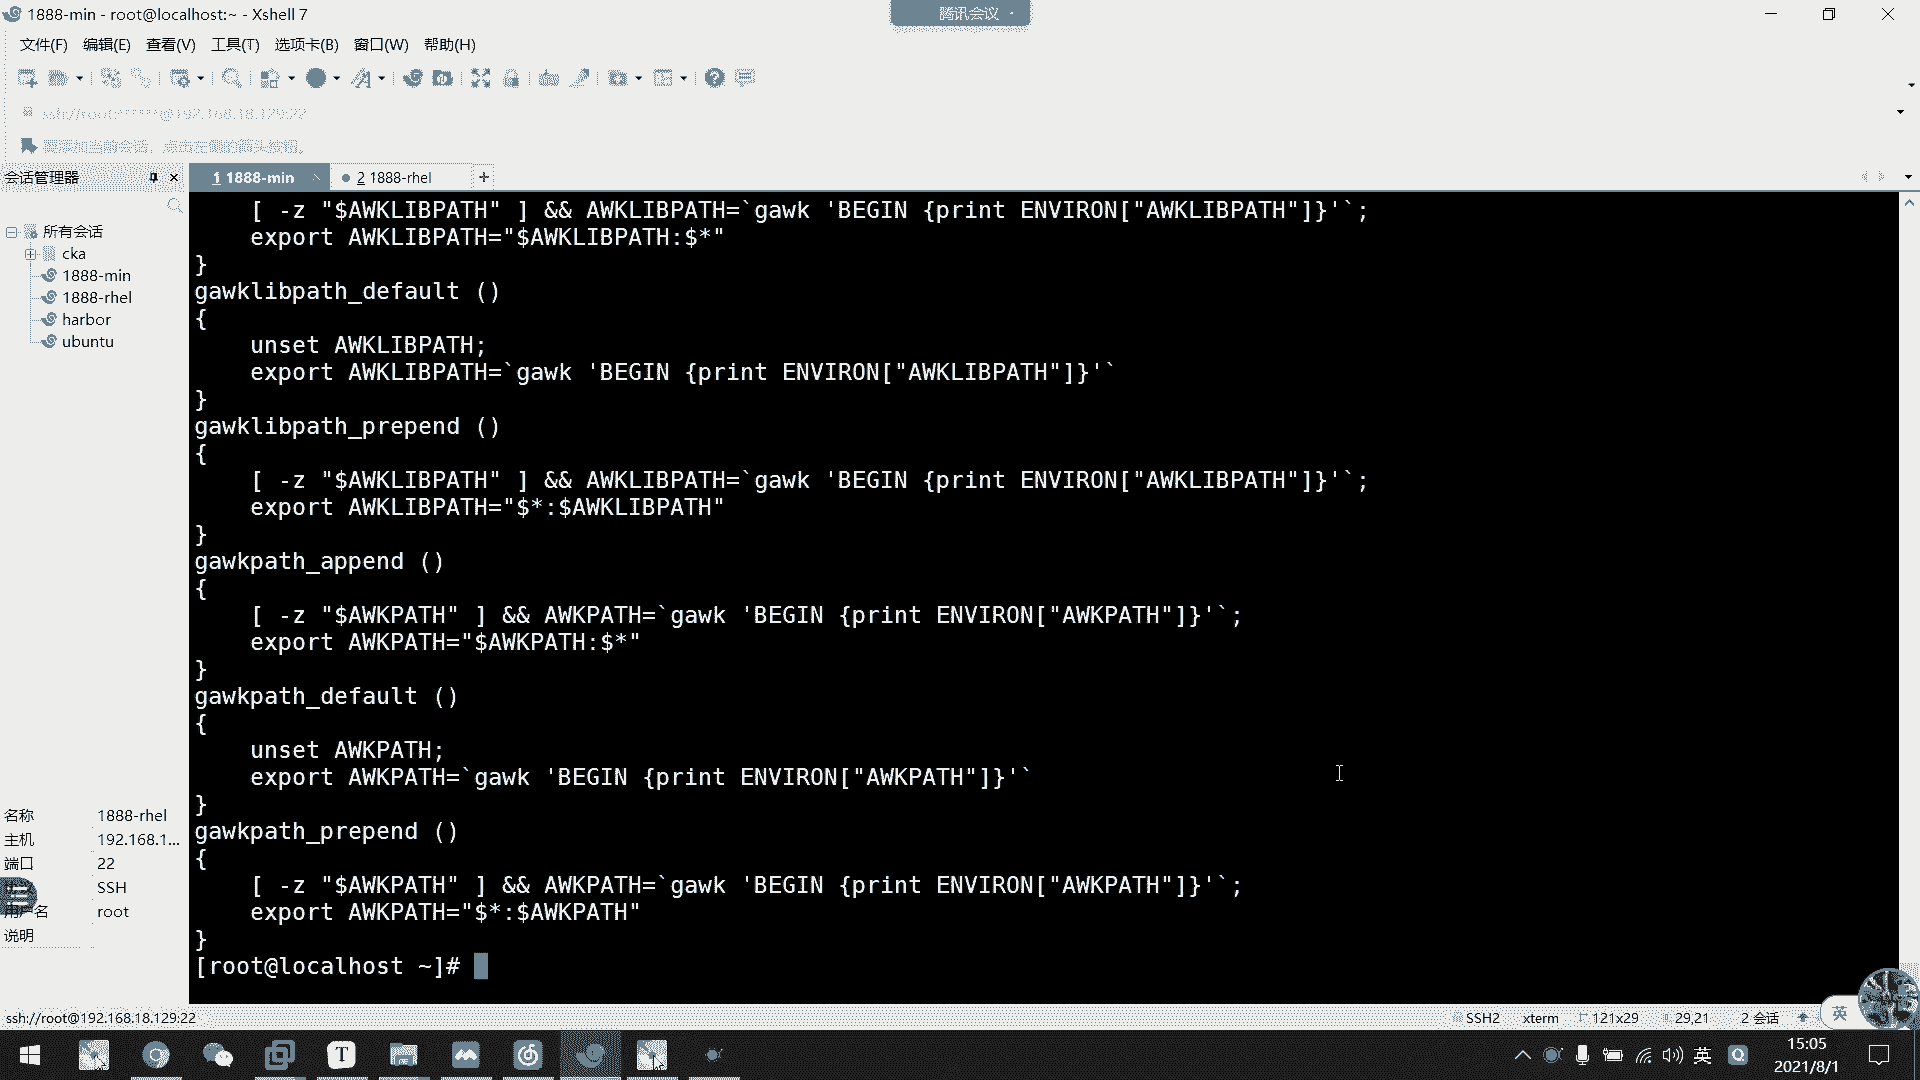 1888-min - root@localhost:~ - Xshell 7
腾讯会议
文件(F) 编辑(E) 查看(V) 工具(T) 选项卡(B) 窗口(W) 帮助(H)
ssh://root:******@192.168.18.129:22
要添加当前会话，点击左侧的箭头按钮。
会话管理器
1 1888-min
2 1888-rhel
所有会话
cka
1888-min
1888-rhel
harbor
ubuntu
名称 1888-rhel
主机 192.168.1...
端口 22
SSH
用户名 root
说明
[ -z "$AWKLIBPATH" ] && AWKLIBPATH=`gawk 'BEGIN {print ENVIRON["AWKLIBPATH"]}'`;
export AWKLIBPATH="$AWKLIBPATH:$*"
}
gawklibpath_default ()
{
unset AWKLIBPATH;
export AWKLIBPATH=`gawk 'BEGIN {print ENVIRON["AWKLIBPATH"]}'`
}
gawklibpath_prepend ()
{
[ -z "$AWKLIBPATH" ] && AWKLIBPATH=`gawk 'BEGIN {print ENVIRON["AWKLIBPATH"]}'`;
export AWKLIBPATH="$*:$AWKLIBPATH"
}
gawkpath_append ()
{
[ -z "$AWKPATH" ] && AWKPATH=`gawk 'BEGIN {print ENVIRON["AWKPATH"]}'`;
export AWKPATH="$AWKPATH:$*"
}
gawkpath_default ()
{
unset AWKPATH;
export AWKPATH=`gawk 'BEGIN {print ENVIRON["AWKPATH"]}'`
}
gawkpath_prepend ()
{
[ -z "$AWKPATH" ] && AWKPATH=`gawk 'BEGIN {print ENVIRON["AWKPATH"]}'`;
export AWKPATH="$*:$AWKPATH"
}
[root@localhost ~]#
ssh://root@192.168.18.129:22
SSH2 xterm 121x29 29,21 2 会话
英
T
英
15:05
2021/8/1